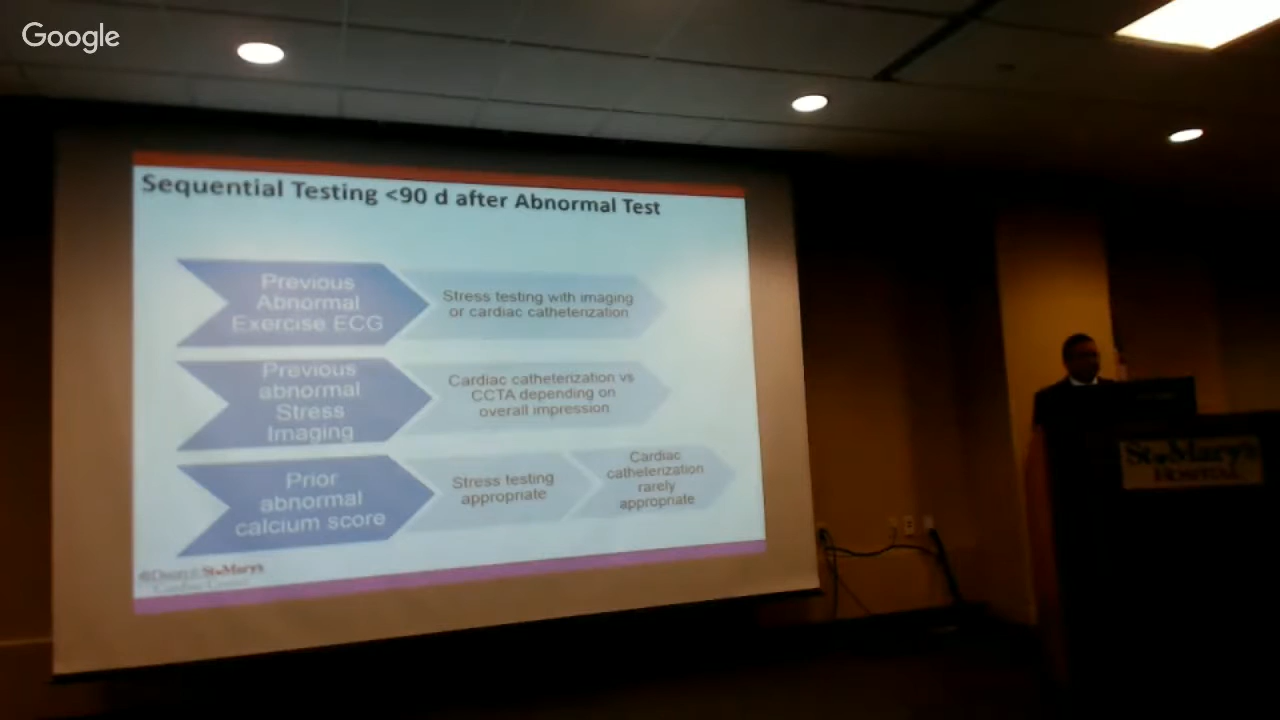 Google
Sequential Testing <90 d after Abnormal Test
Previous
Abnormal
Exercise ECG
Stress testing with imaging
or cardiac catheterization
Previous
abnormal
Stress
Imaging
Cardiac catheterization vs
CCTA depending on
overall impression
Prior
abnormal
calcium score
Stress testing
appropriate
Cardiac
catheterization
rarely
appropriate
St Mary's
St Mary's
HOSPITAL